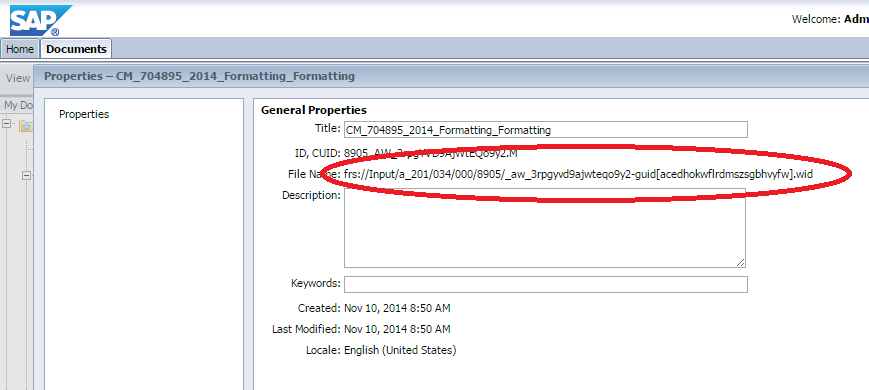 SAP®
Welcome: Adm
Home Documents
View
Properties – CM_704895_2014_Formatting_Formatting
My Do
Properties
General Properties
Title: CM_704895_2014_Formatting_Formatting
ID, CUID: 8905,
File Name: frs://Input/a_201/034/000/8905/_aw_3rpgyvd9ajwteqo9y2-guid[acedhokwflrdmszsgbhvyfw].wid
Description:
Keywords:
Created: Nov 10, 2014 8:50 AM
Last Modified: Nov 10, 2014 8:50 AM
Locale: English (United States)